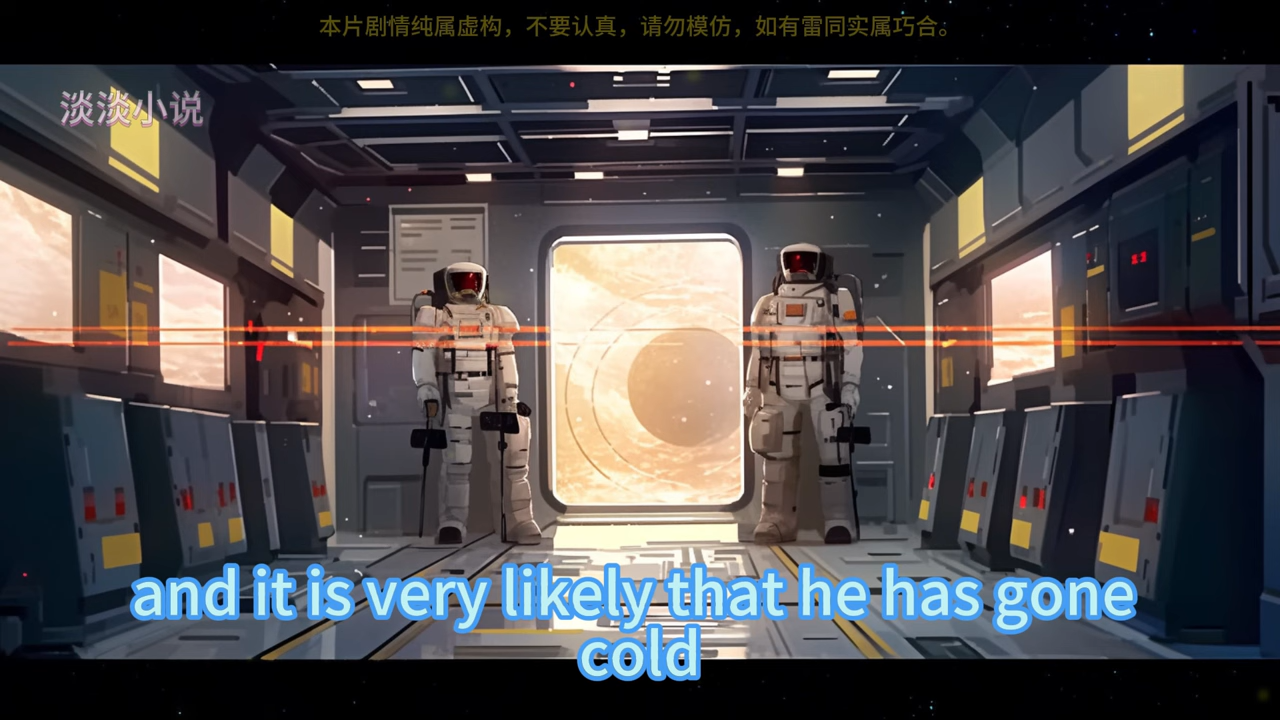 本片剧情纯属虚构，不要认真，请勿模仿，如有雷同实属巧合。
淡淡小说
and it is very likely that he has gone
cold